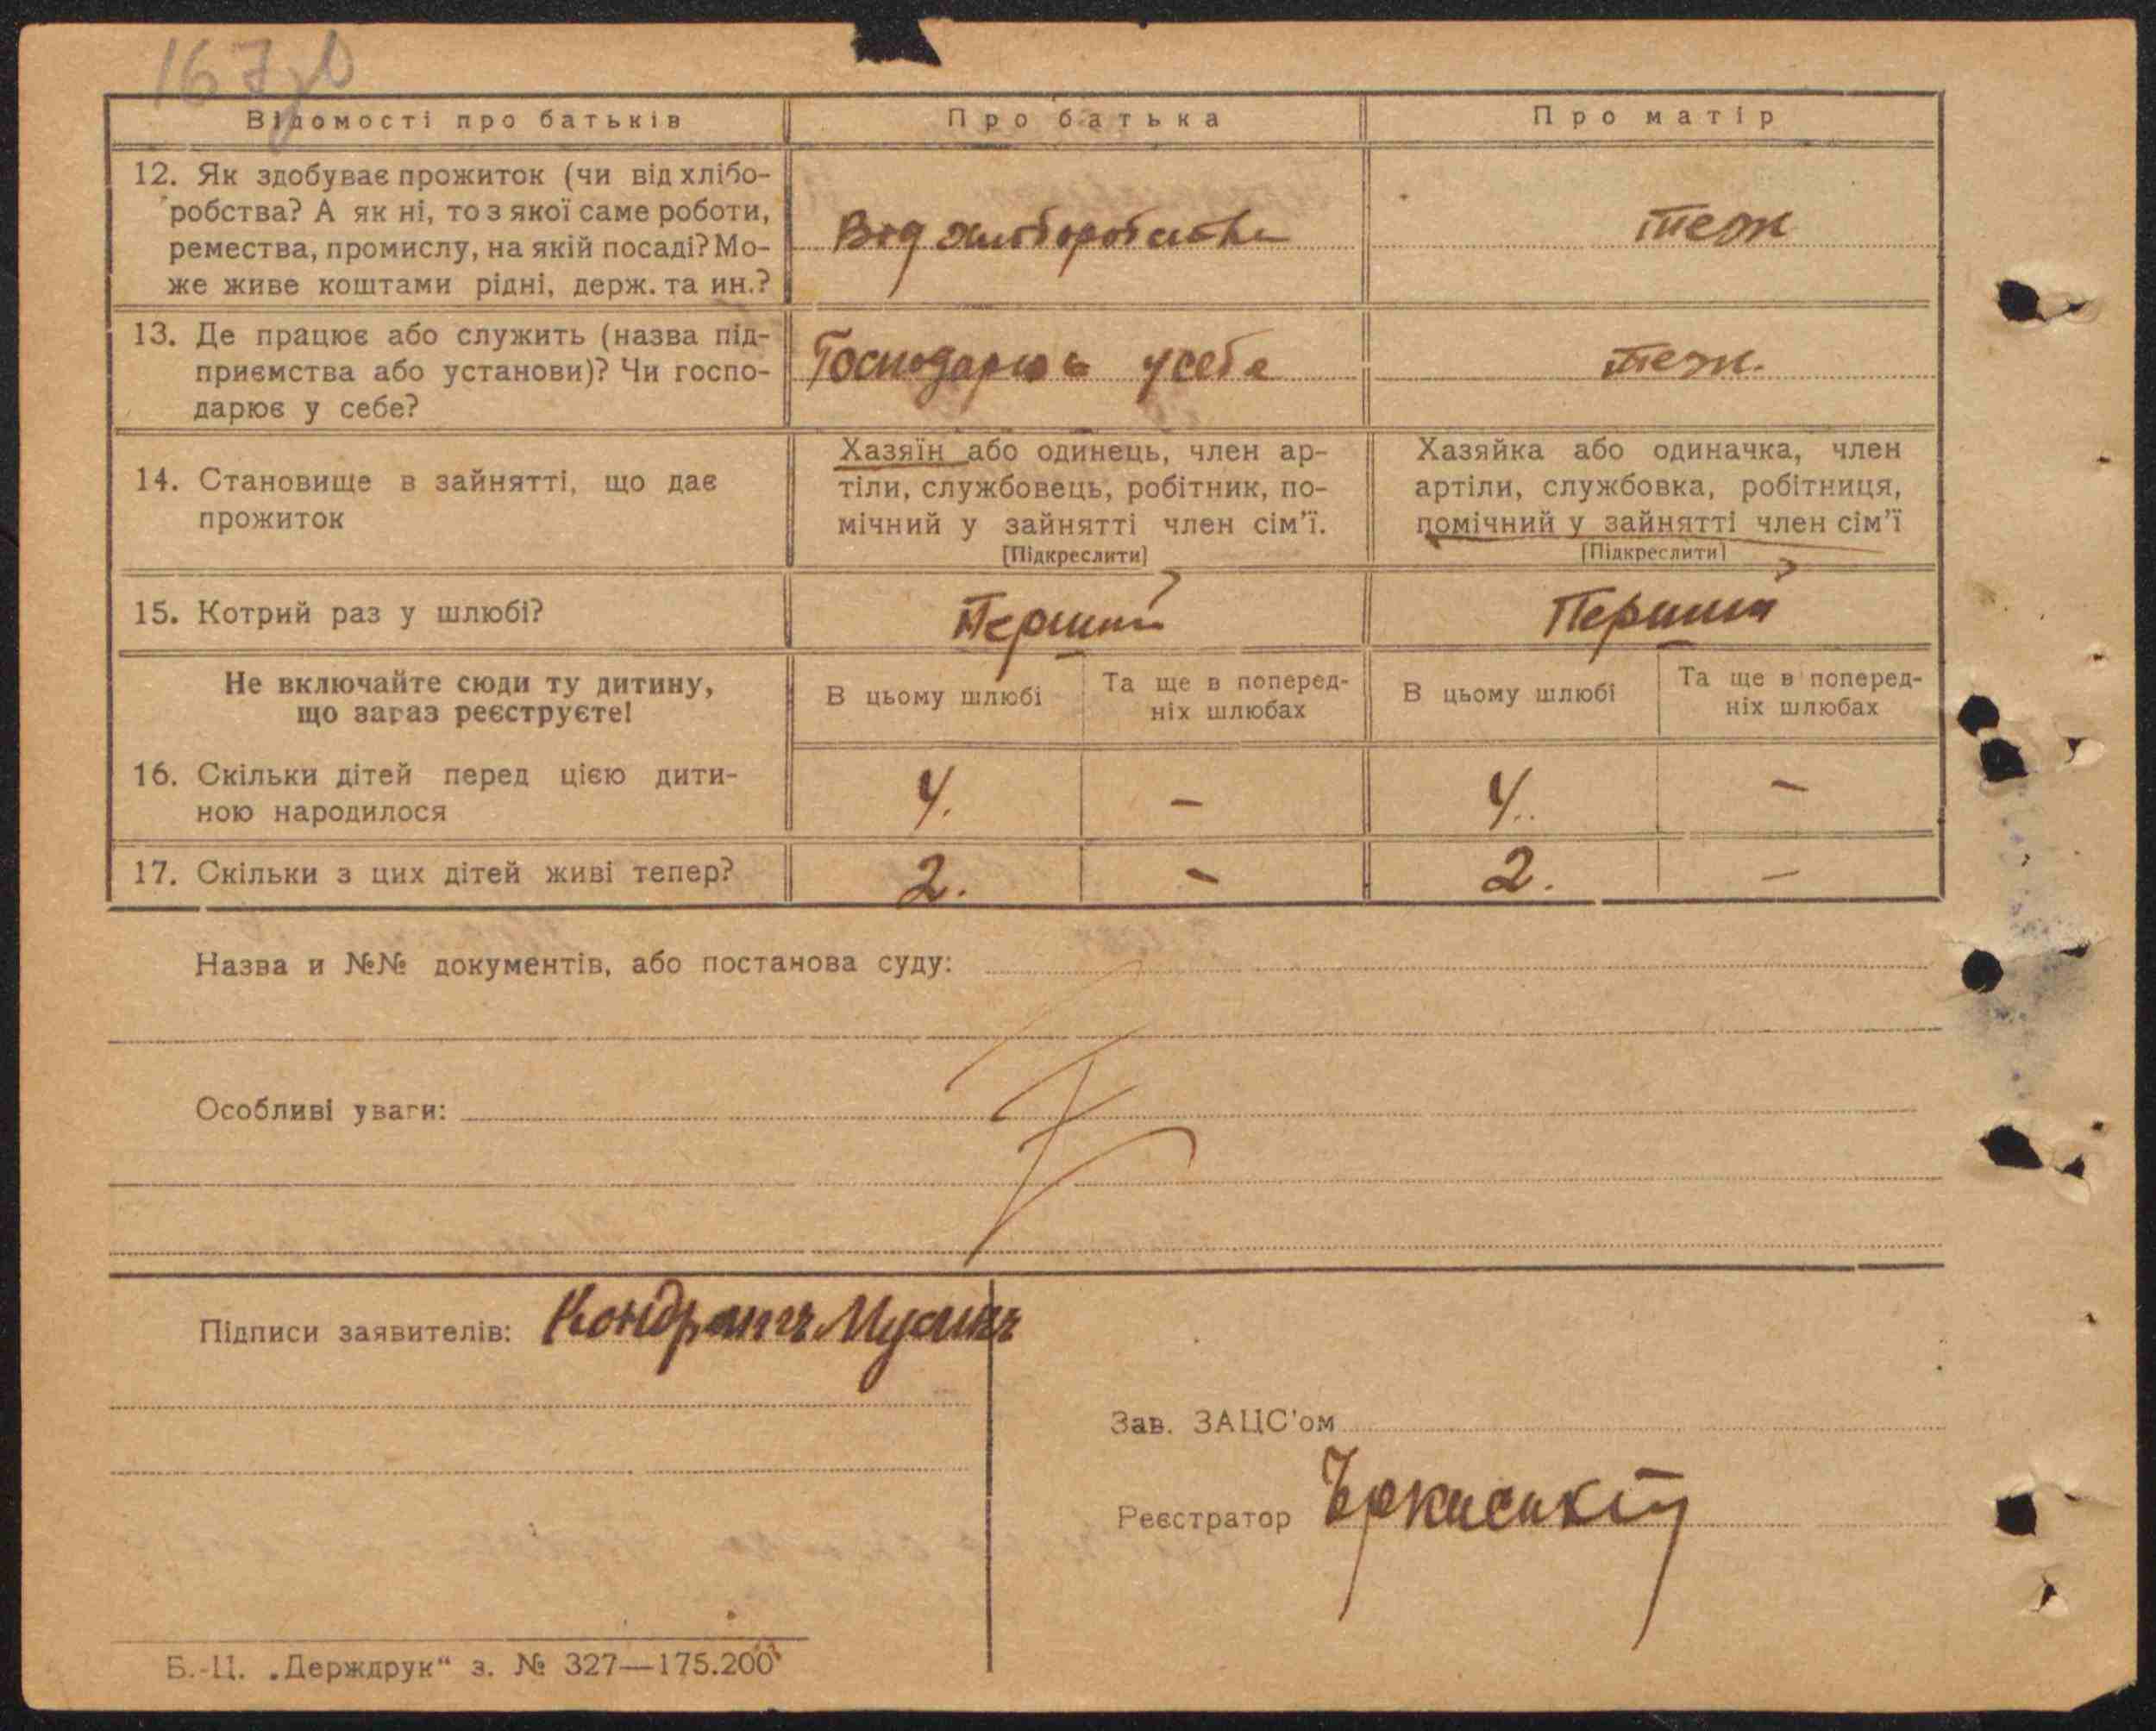 167зв
Відомості про батьків
Про батька
Про матір
12. Як здобуває прожиток (чи від хлібо-
робства? А як ні, то з якої саме роботи,
ремества, промислу, на якій посаді? Мо-
же живе коштами рідні, держ. та ин.?
Від хліборобства
теж
13. Де працює або служить (назва під-
приємства або установи)? Чи госпо-
дарює у себе?
Господарює у себе
теж.
14. Становище в зайнятті, що дає
прожиток
Хазяїн або одинець, член ар-
тіли, службовець, робітник, по-
мічний у зайнятті член сім'ї.
[Підкреслити]
Хазяйка або одиначка, член
артіли, службовка, робітниця,
помічний у зайнятті член сім'ї
[Підкреслити]
15. Котрий раз у шлюбі?
Перший
Перший
Не включайте сюди ту дитину,
що зараз реєструєте!
В цьому шлюбі
Та ще в поперед-
ніх шлюбах
В цьому шлюбі
Та ще в поперед-
ніх шлюбах
16. Скільки дітей перед цією дити-
ною народилося
4. - 4. -
17. Скільки з цих дітей живі тепер?
2. - 2. -
Назва и №№ документів, або постанова суду:
Особливі уваги:
Підписи заявителів: Кондрат
Зав. ЗАЦС'ом
Реєстратор
Б.-Ц. „Держдрук" з. № 327—175.200